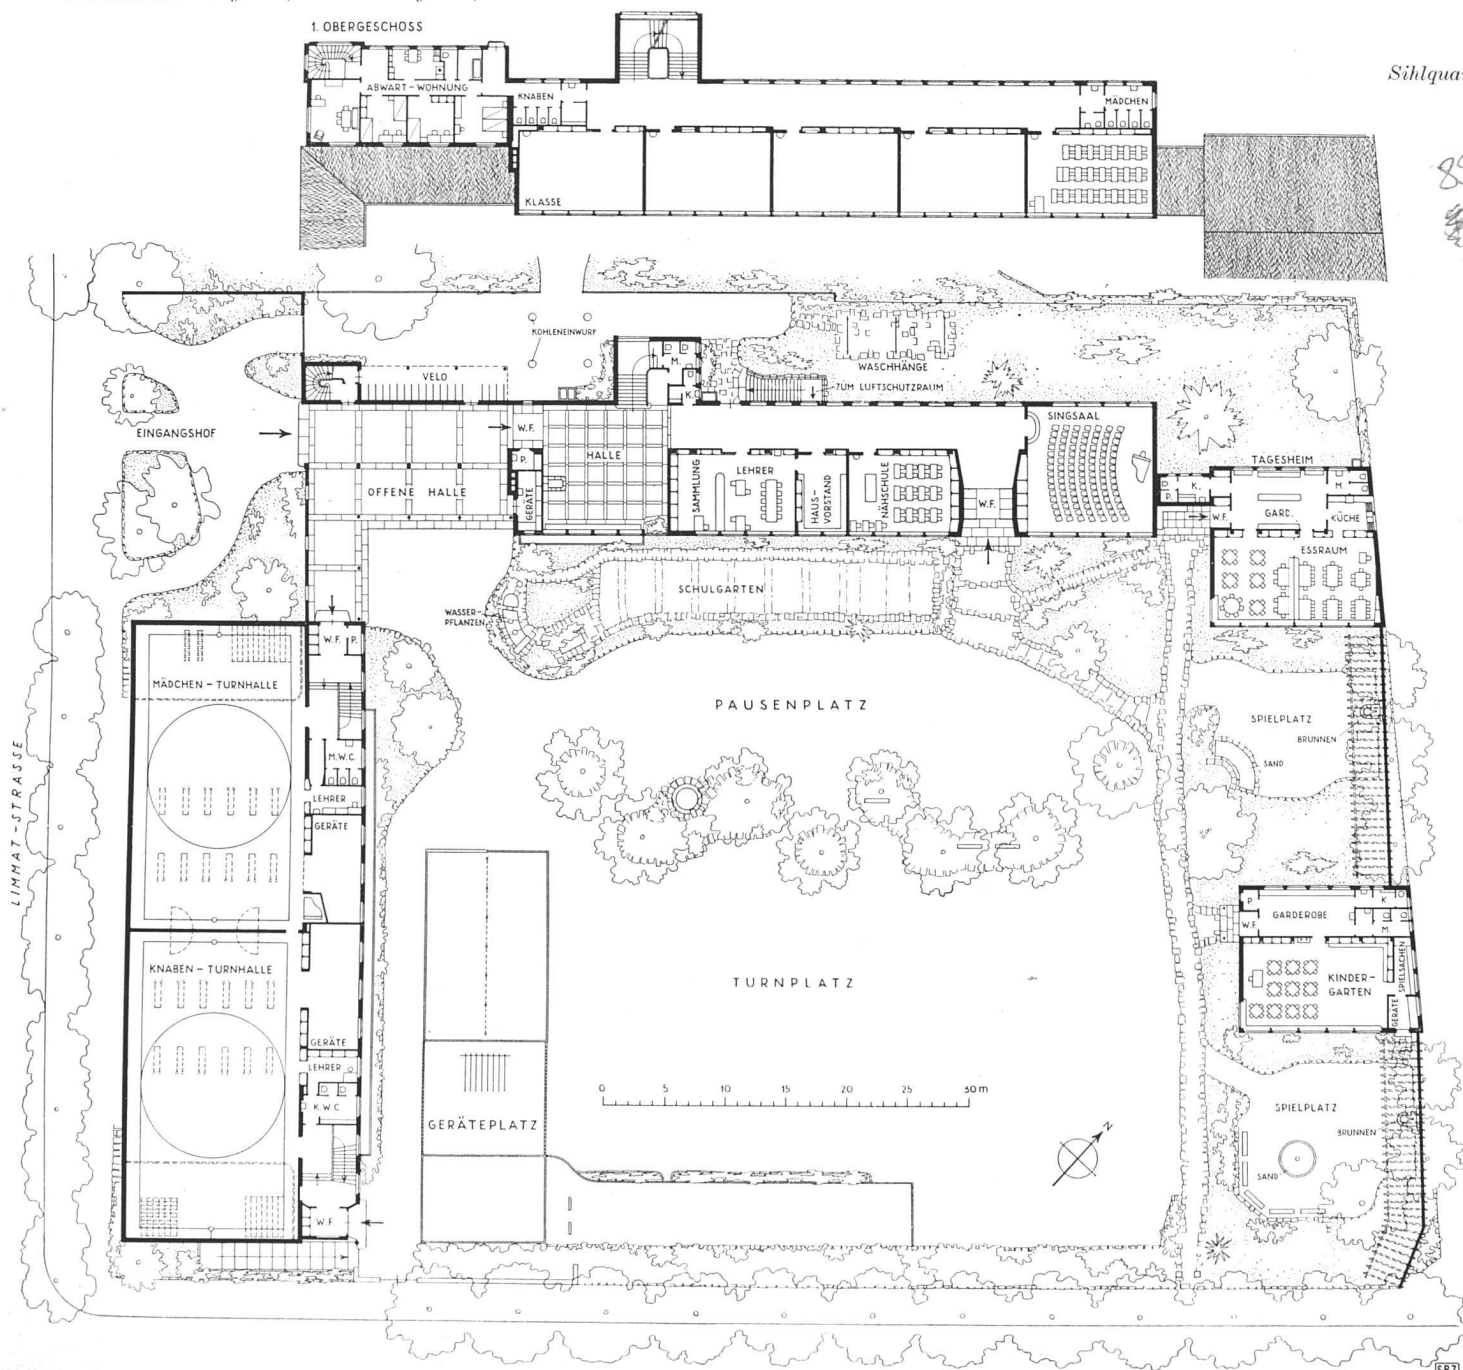 1. OBERGESCHOSS
Sihlqua
ABWART-WOHNUNG
KNABEN
MÄDCHEN
KLASSE
KOHLENEINWURF
VELO
M.
K.
WASCHHÄNGE
ZUM LUFTSCHUTZRAUM
EINGANGSHOF
OFFENE HALLE
W.F.
P.
GERÄTE
HALLE
SAMMLUNG
LEHRER
HAUS-
VORSTAND
NÄHSCHULE
W.F.
SINGSAAL
TAGESHEIM
P.
K.
W.F.
GARD.
M.
KÜCHE
ESSRAUM
WASSER-
PFLANZEN
SCHULGARTEN
W.F.
P.
MÄDCHEN-TURNHALLE
M.W.C.
LEHRER
GERÄTE
PAUSENPLATZ
SPIELPLATZ
BRUNNEN
SAND
LIMMAT-STRASSE
KNABEN-TURNHALLE
GERÄTE
LEHRER
K.W.C
W.F.
TURNPLATZ
P.
W.F.
GARDEROBE
K.
M.
KINDER-
GARTEN
SPIELSACHEN
GERÄTE
0 5 10 15 20 25 30 m
GERÄTEPLATZ
N
SPIELPLATZ
BRUNNEN
SAND
SBZ